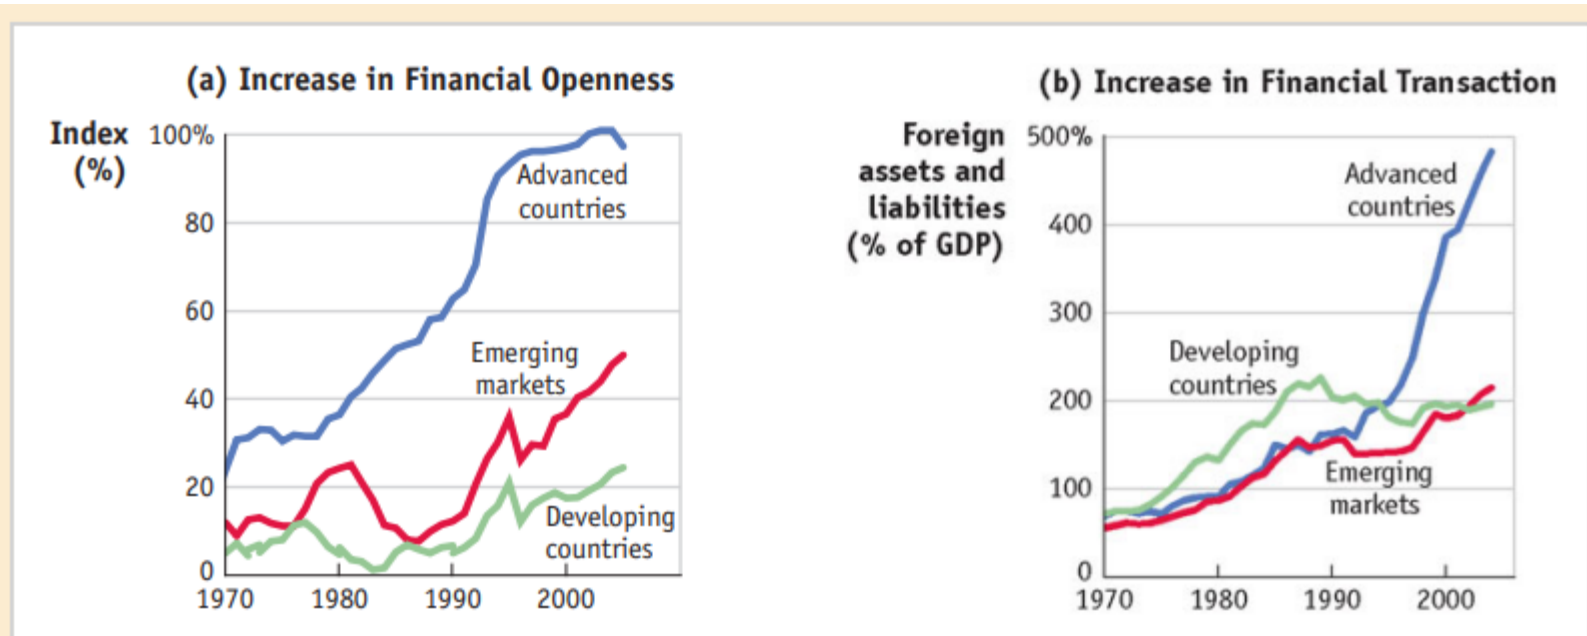 (a) Increase in Financial Openness
Index
(%)
100%
80
60
40
20
0
1970
1980
1990
2000
Advanced
countries
Emerging
markets
Developing
countries
(b) Increase in Financial Transaction
Foreign
assets and
liabilities
(% of GDP)
500%
400
300
200
100
0
1970
1980
1990
2000
Advanced
countries
Developing
countries
Emerging
markets